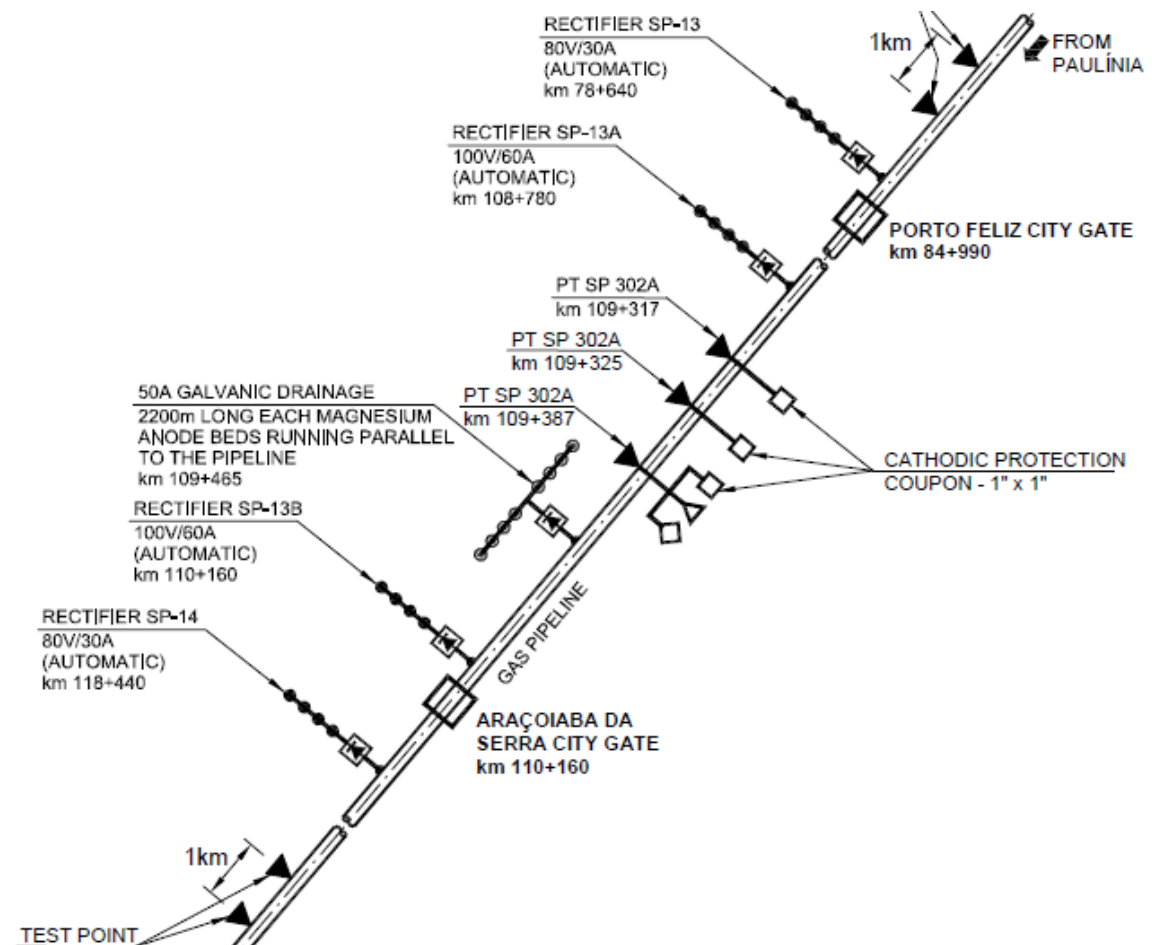 RECTIFIER SP-13
80V/30A
(AUTOMATIC)
km 78+640
1km
FROM
PAULÍNIA
RECTIFIER SP-13A
100V/60A
(AUTOMATIC)
km 108+780
PORTO FELIZ CITY GATE
km 84+990
PT SP 302A
km 109+317
PT SP 302A
km 109+325
50A GALVANIC DRAINAGE
2200m LONG EACH MAGNESIUM
ANODE BEDS RUNNING PARALLEL
TO THE PIPELINE
km 109+465
PT SP 302A
km 109+387
CATHODIC PROTECTION
COUPON - 1" x 1"
RECTIFIER SP-13B
100V/60A
(AUTOMATIC)
km 110+160
GAS PIPELINE
RECTIFIER SP-14
80V/30A
(AUTOMATIC)
km 118+440
ARAÇOIABA DA
SERRA CITY GATE
km 110+160
1km
TEST POINT